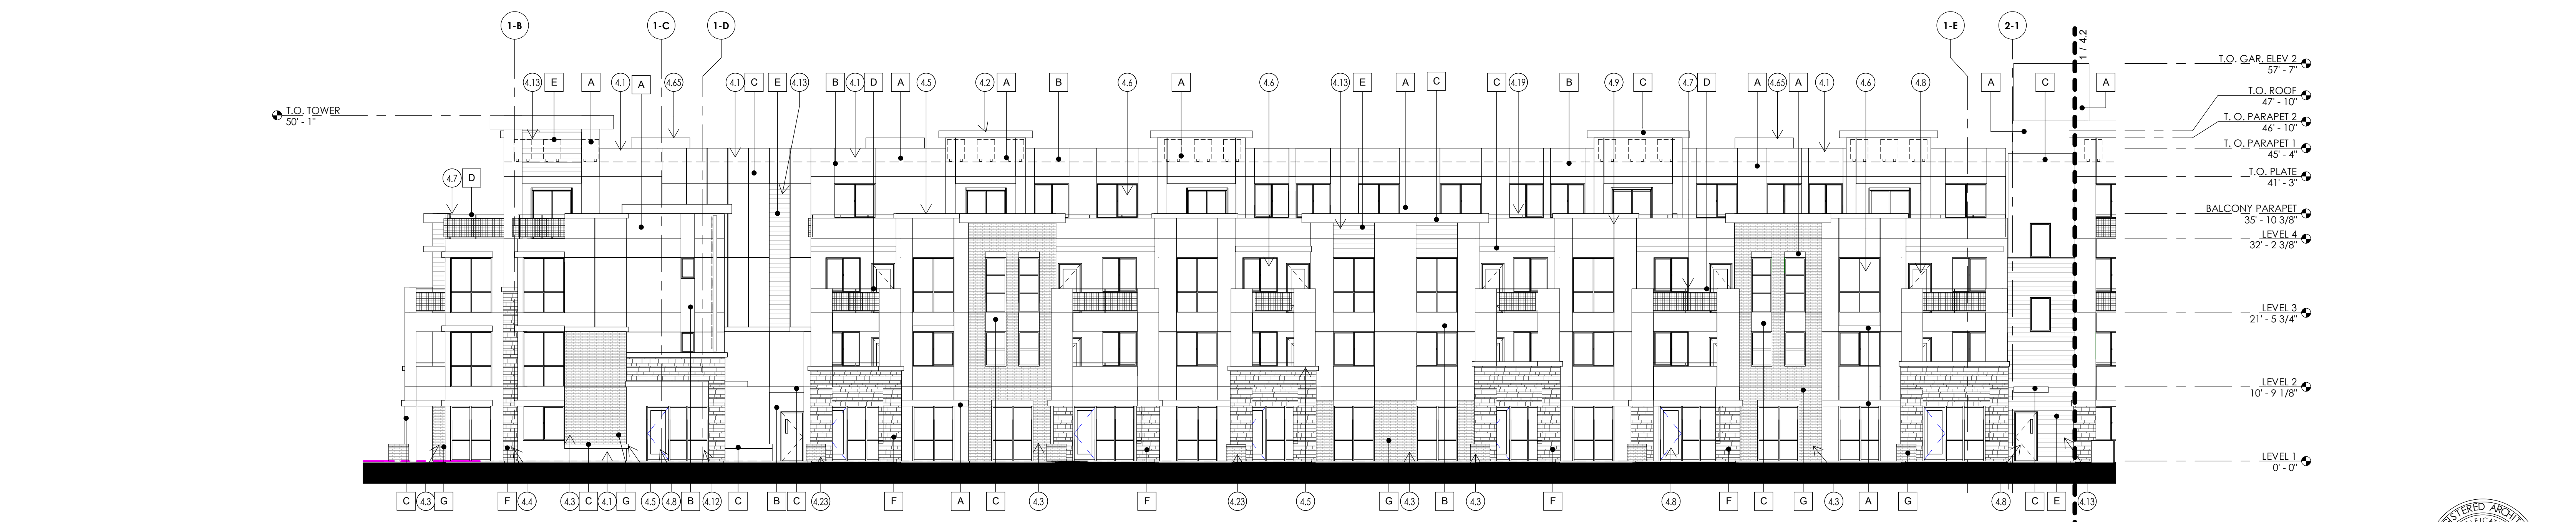 1-B 1-C 1-D 1-E 2-1
1 / 4.2
4.13 E A 4.1 A 4.65 4.1 C E 4.13 B 4.1 D A 4.5 4.2 A B 4.6 A 4.6 4.13 E A C C 4.19 B 4.9 C 4.7 D A 4.65 A 4.1 4.6 4.8 A C A
T.O. GAR. ELEV 2
57' - 7"
T.O. ROOF
47' - 10"
T.O. TOWER
50' - 1"
T. O. PARAPET 2
46' - 10"
T. O. PARAPET 1
45' - 4"
4.7 D
T.O. PLATE
41' - 3"
BALCONY PARAPET
35' - 10 3/8"
LEVEL 4
32' - 2 3/8"
LEVEL 3
21' - 5 3/4"
LEVEL 2
10' - 9 1/8"
LEVEL 1
0' - 0"
C 4.3 G F 4.4 4.3 C 4.1 G 4.5 4.8 B 4.12 C B C 4.23 F A C 4.3 F 4.23 4.5 G 4.3 B 4.3 F 4.8 F C G 4.3 A G 4.8 C E 4.13